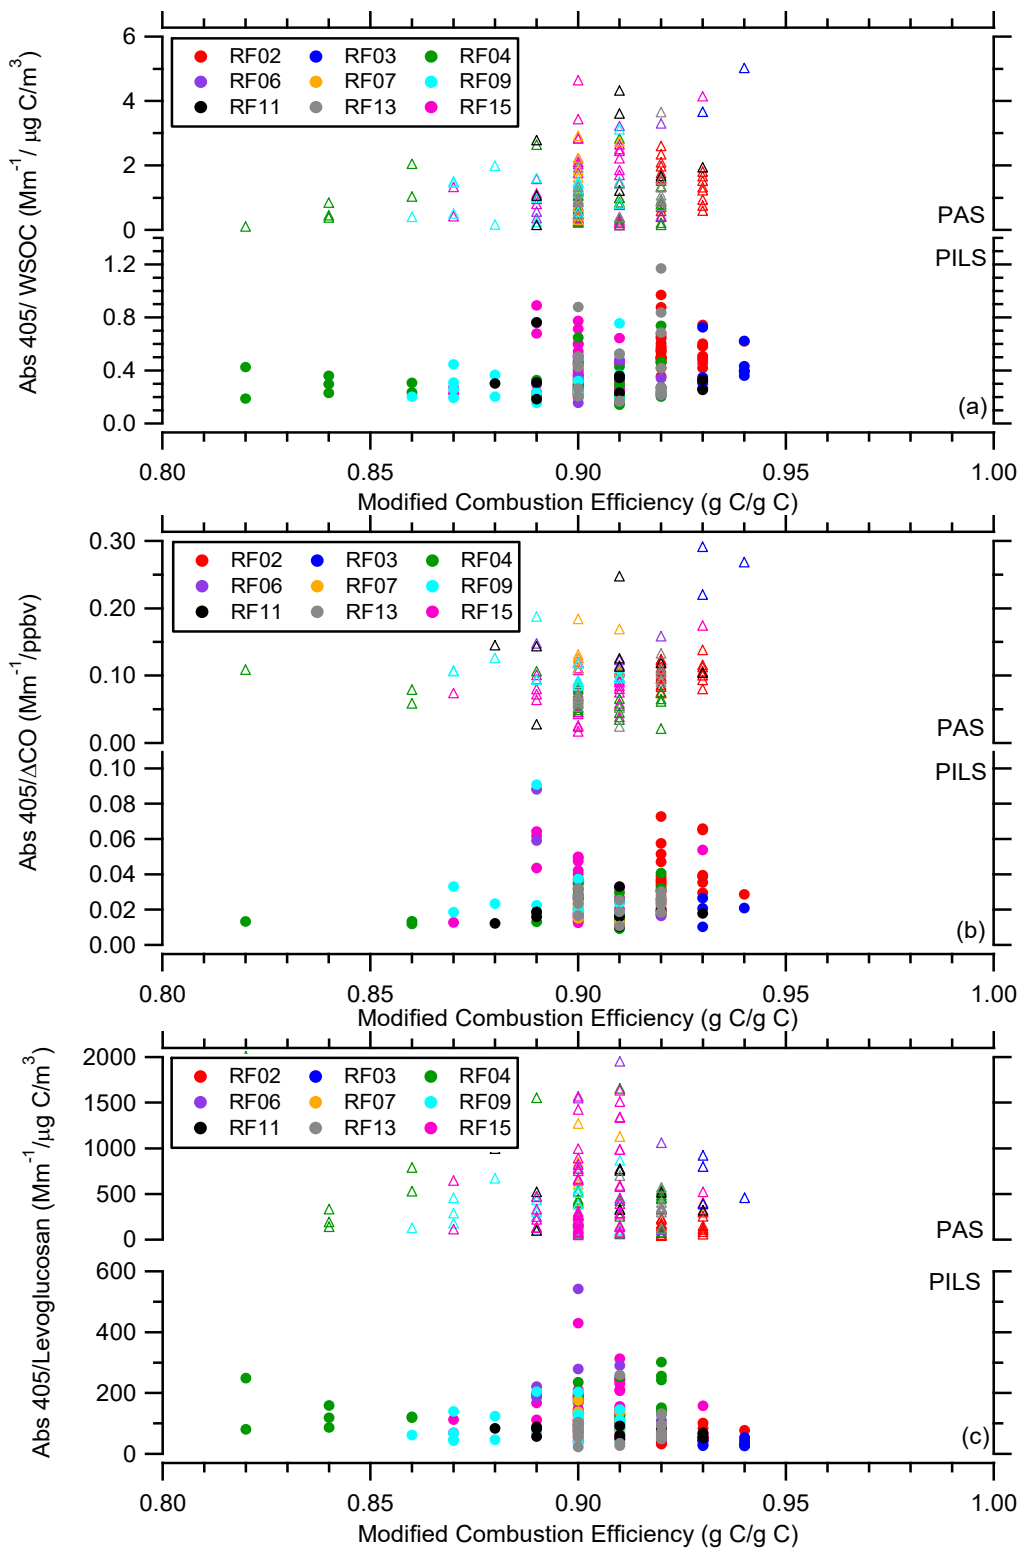 Abs 405/ WSOC (Mm⁻¹/ µg C/m³)
6
RF02 RF03 RF04
RF06 RF07 RF09
RF11 RF13 RF15
4
2
0
PAS
PILS
1.2
0.8
0.4
0.0
(a)
0.80 0.85 0.90 0.95 1.00
Modified Combustion Efficiency (g C/g C)
Abs 405/ΔCO (Mm⁻¹/ppbv)
0.30
RF02 RF03 RF04
RF06 RF07 RF09
RF11 RF13 RF15
0.20
0.10
0.00
PAS
PILS
0.10
0.08
0.06
0.04
0.02
0.00
(b)
0.80 0.85 0.90 0.95 1.00
Modified Combustion Efficiency (g C/g C)
Abs 405/Levoglucosan (Mm⁻¹/µg C/m³)
2000
RF02 RF03 RF04
RF06 RF07 RF09
RF11 RF13 RF15
1500
1000
500
0
PAS
PILS
600
400
200
0
(c)
0.80 0.85 0.90 0.95 1.00
Modified Combustion Efficiency (g C/g C)